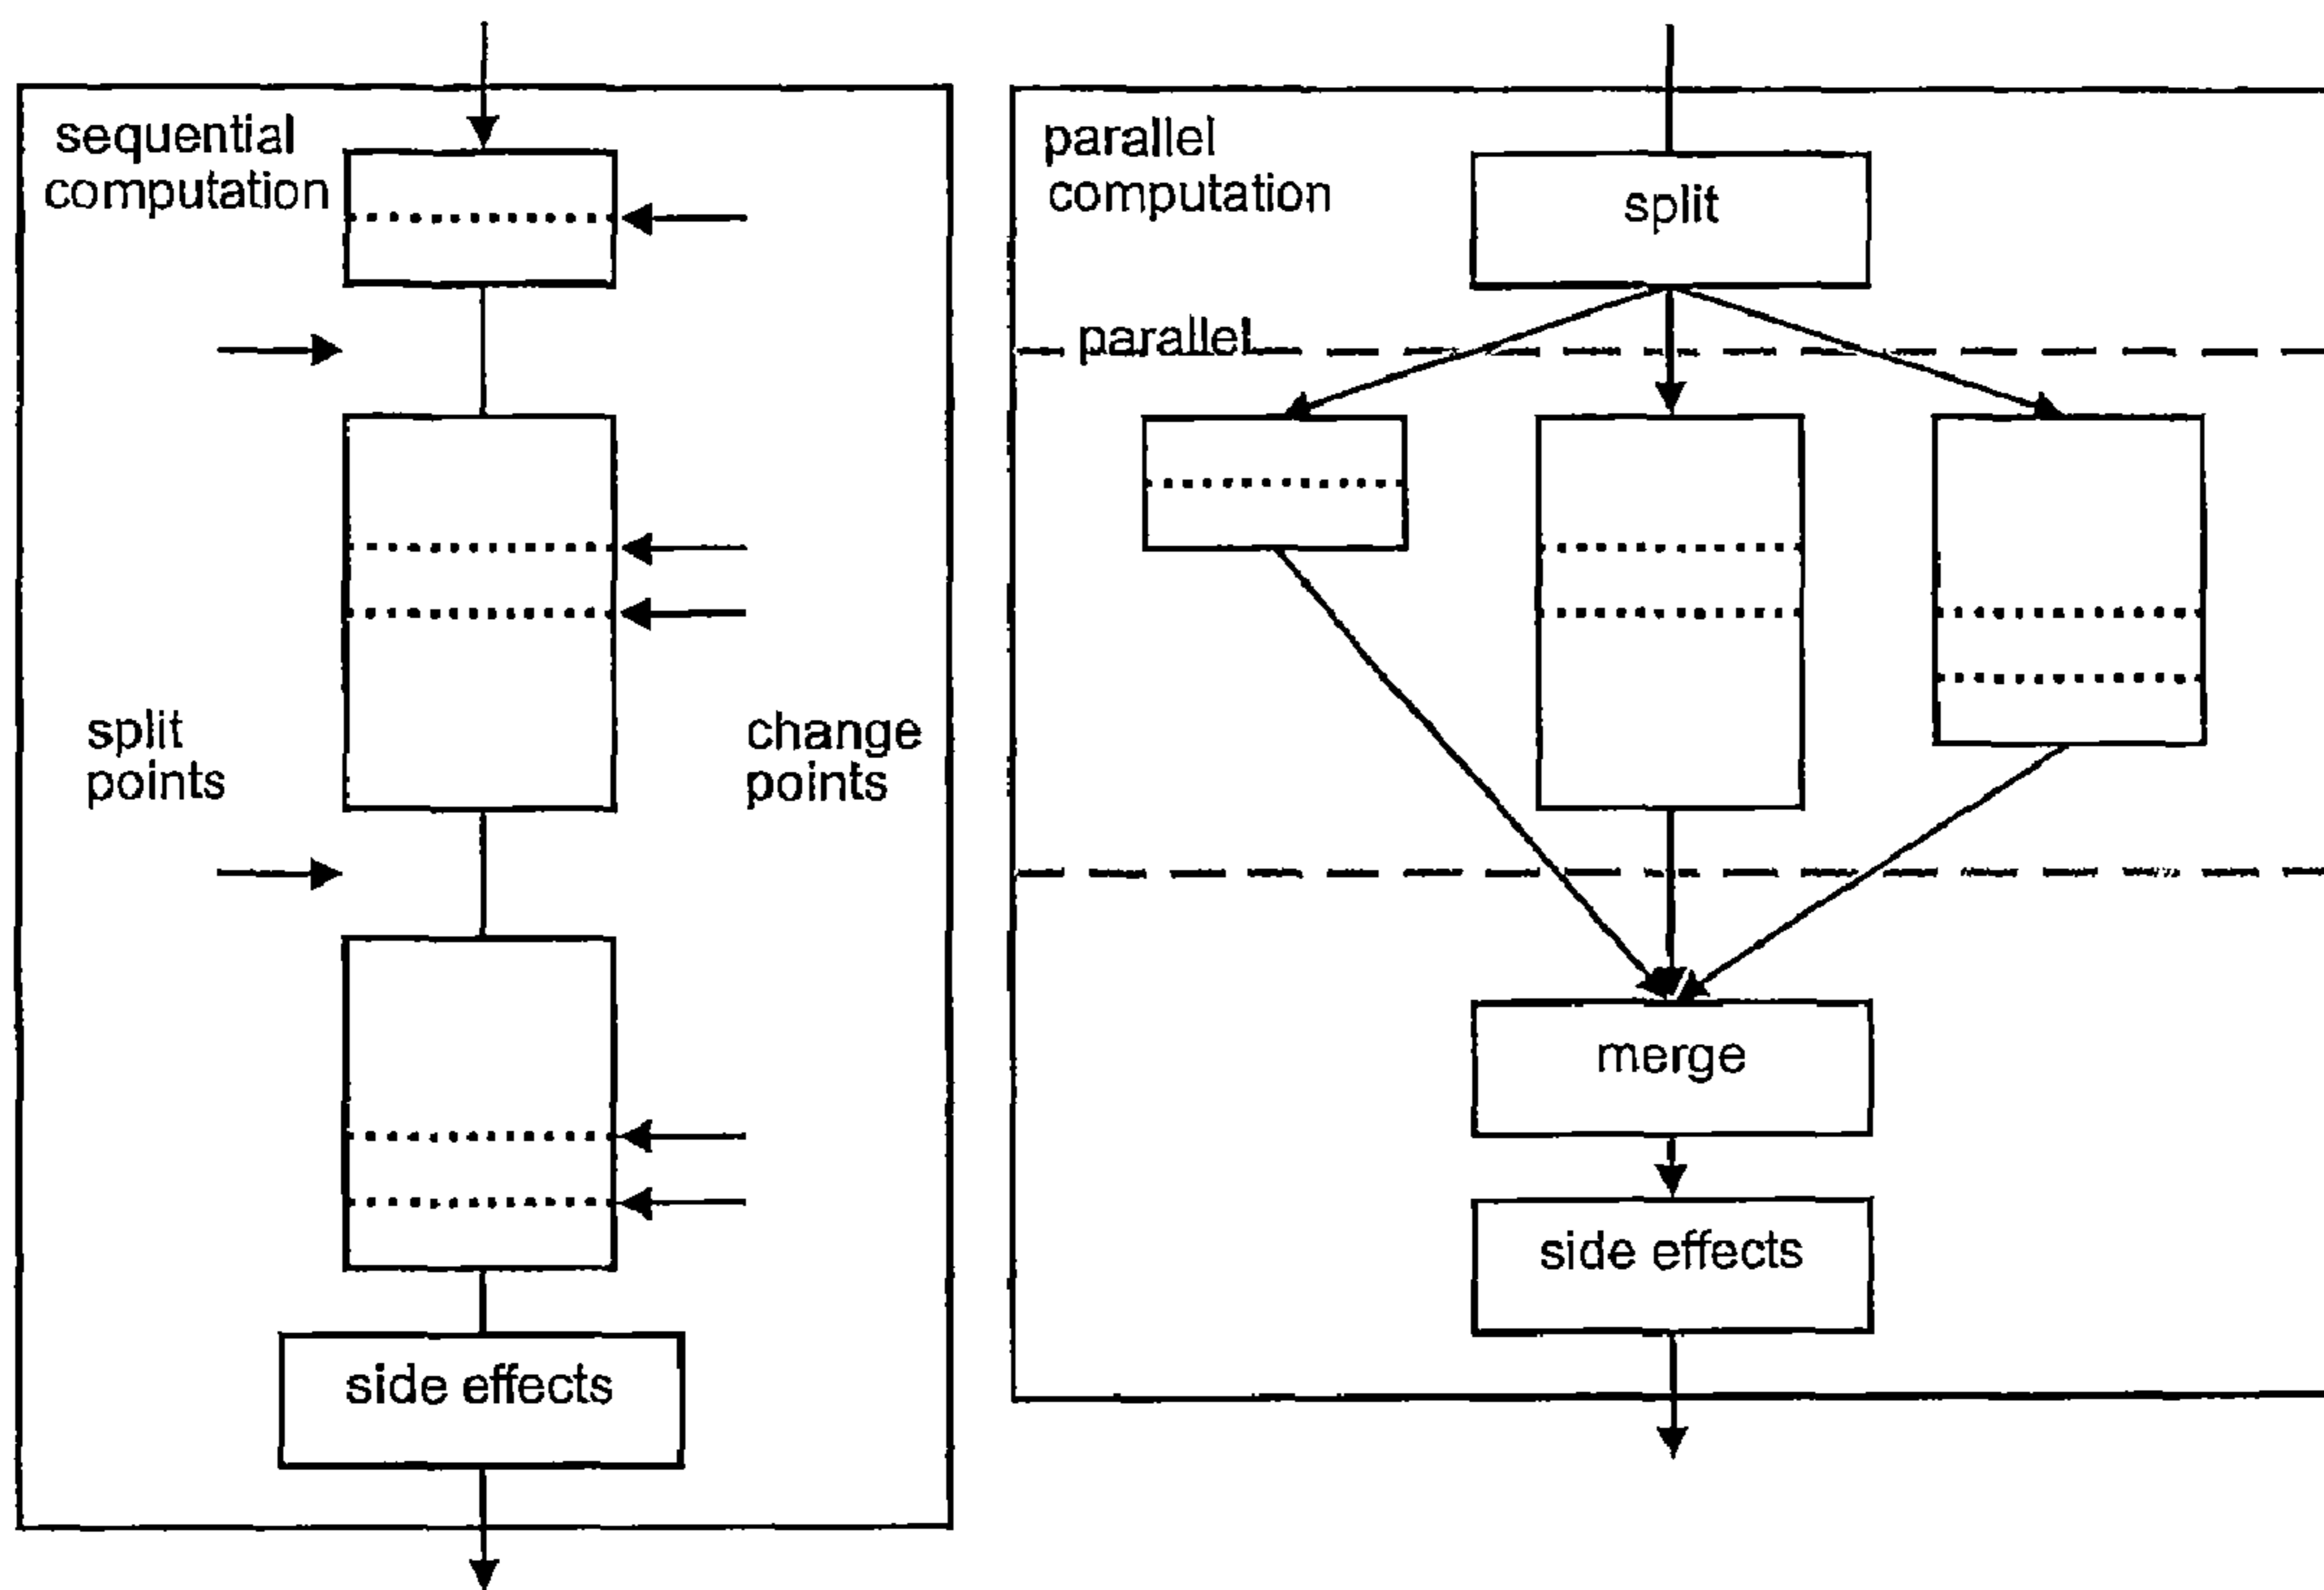 sequential
computation
split
points
change
points
side effects
parallel
computation
split
parallel
merge
side effects